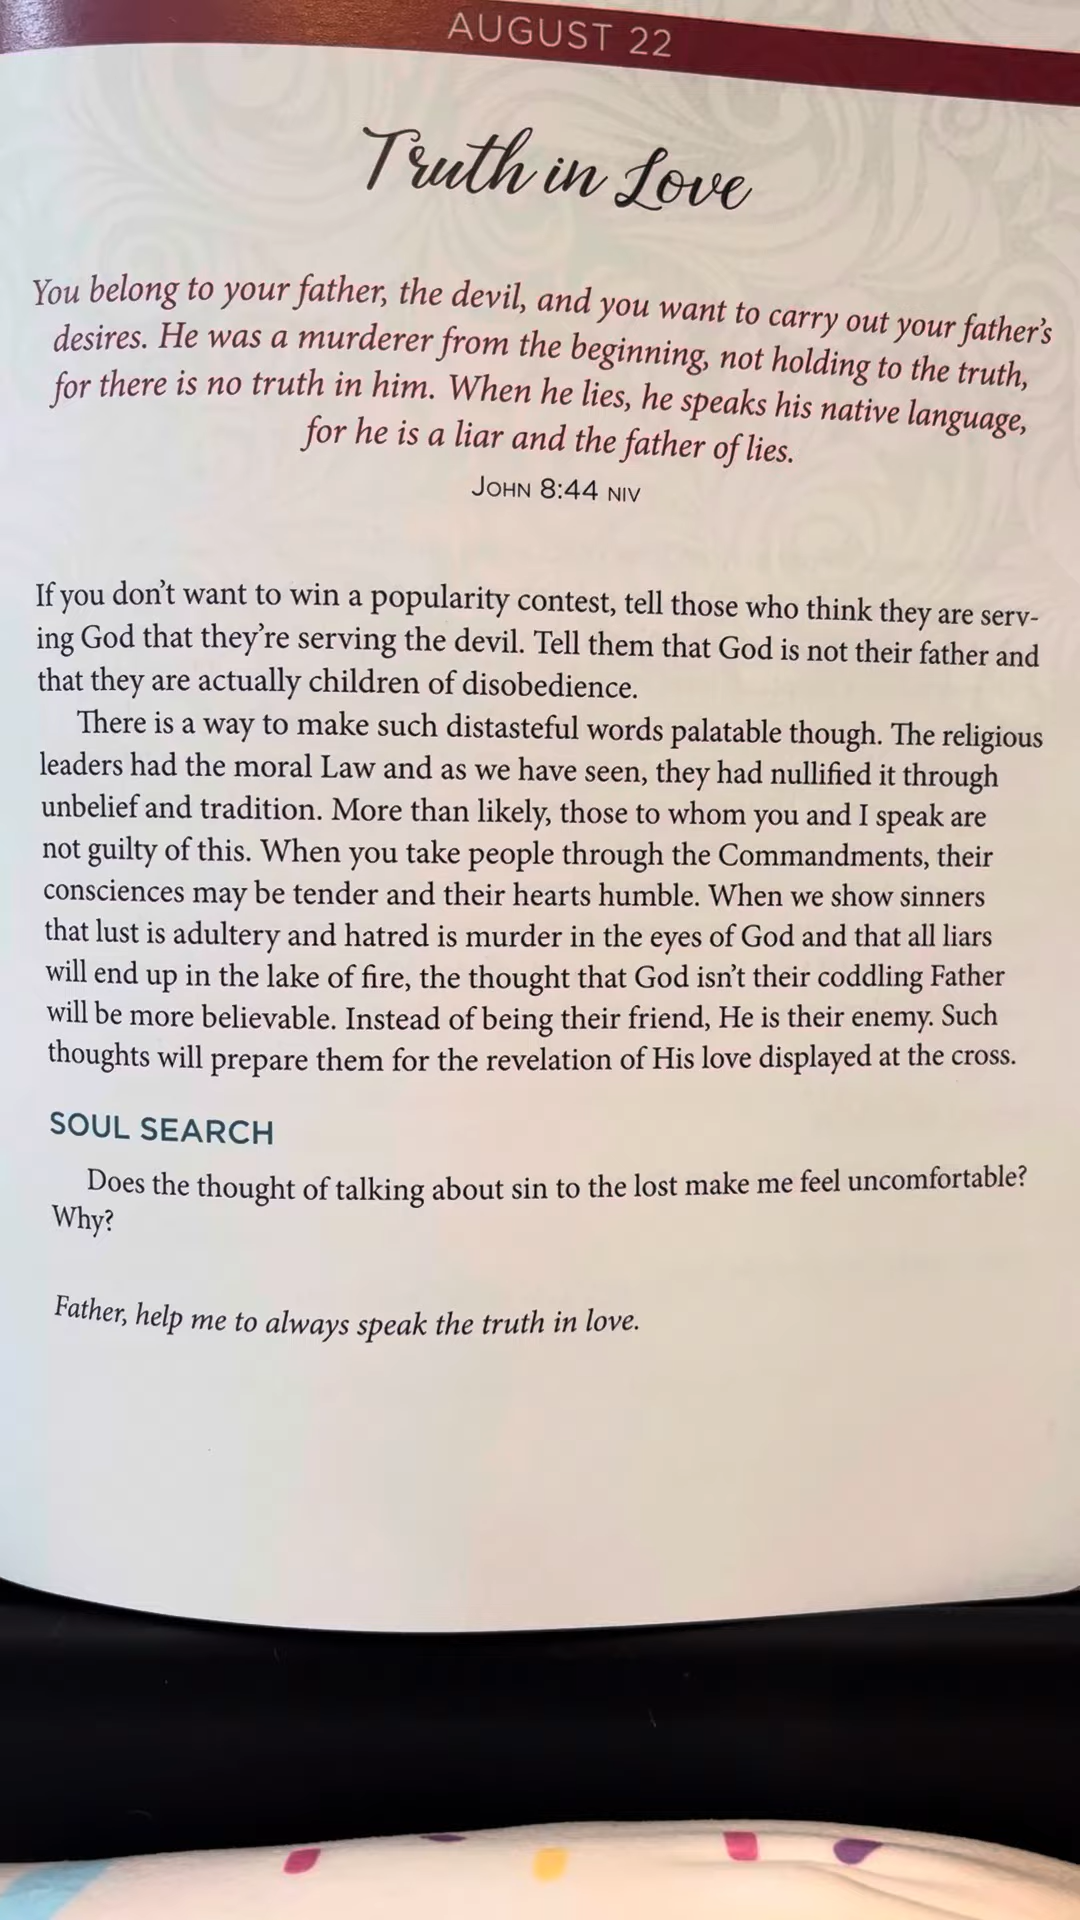 AUGUST 22
Truth in Love
You belong to your father, the devil, and you want to carry out your father's
desires. He was a murderer from the beginning, not holding to the truth,
for there is no truth in him. When he lies, he speaks his native language,
for he is a liar and the father of lies.
JOHN 8:44 NIV
If you don't want to win a popularity contest, tell those who think they are serv-
ing God that they're serving the devil. Tell them that God is not their father and
that they are actually children of disobedience.
There is a way to make such distasteful words palatable though. The religious
leaders had the moral Law and as we have seen, they had nullified it through
unbelief and tradition. More than likely, those to whom you and I speak are
not guilty of this. When you take people through the Commandments, their
consciences may be tender and their hearts humble. When we show sinners
that lust is adultery and hatred is murder in the eyes of God and that all liars
will end up in the lake of fire, the thought that God isn't their coddling Father
will be more believable. Instead of being their friend, He is their enemy. Such
thoughts will prepare them for the revelation of His love displayed at the cross.
SOUL SEARCH
Does the thought of talking about sin to the lost make me feel uncomfortable?
Why?
Father, help me to always speak the truth in love.